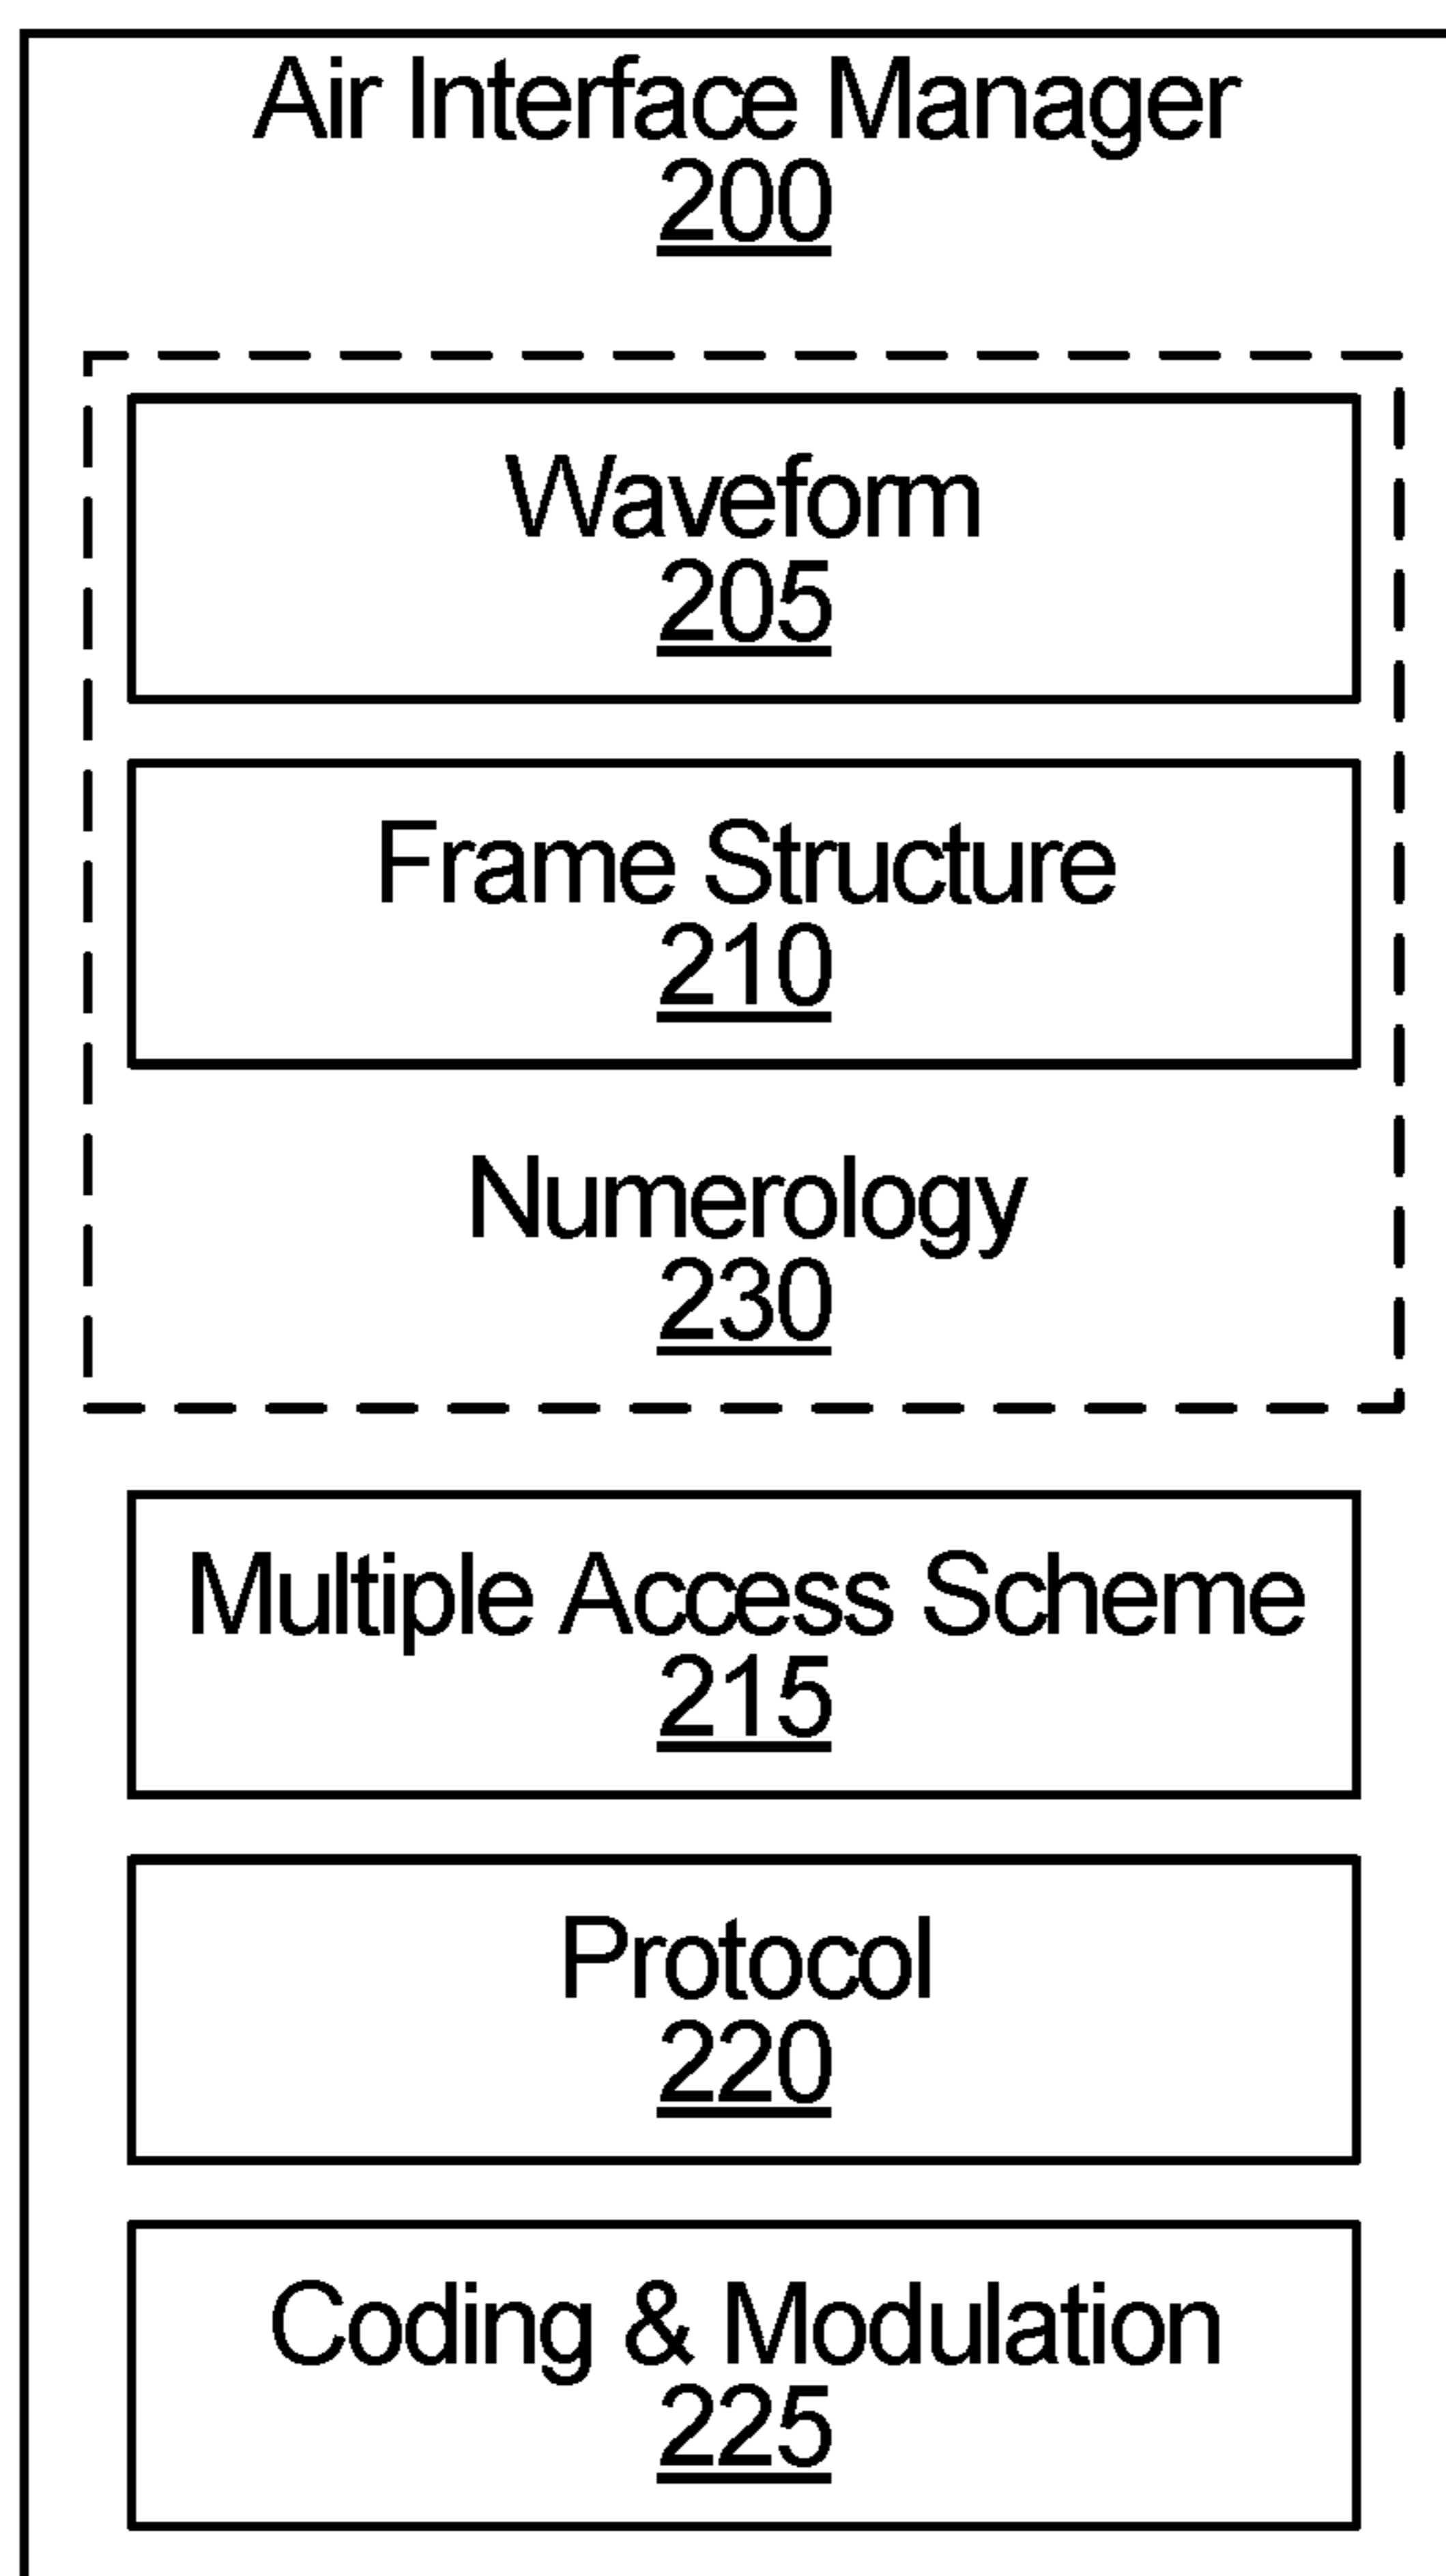 Air Interface Manager
200
Waveform
205
Frame Structure
210
Numerology
230
Multiple Access Scheme
215
Protocol
220
Coding & Modulation
225